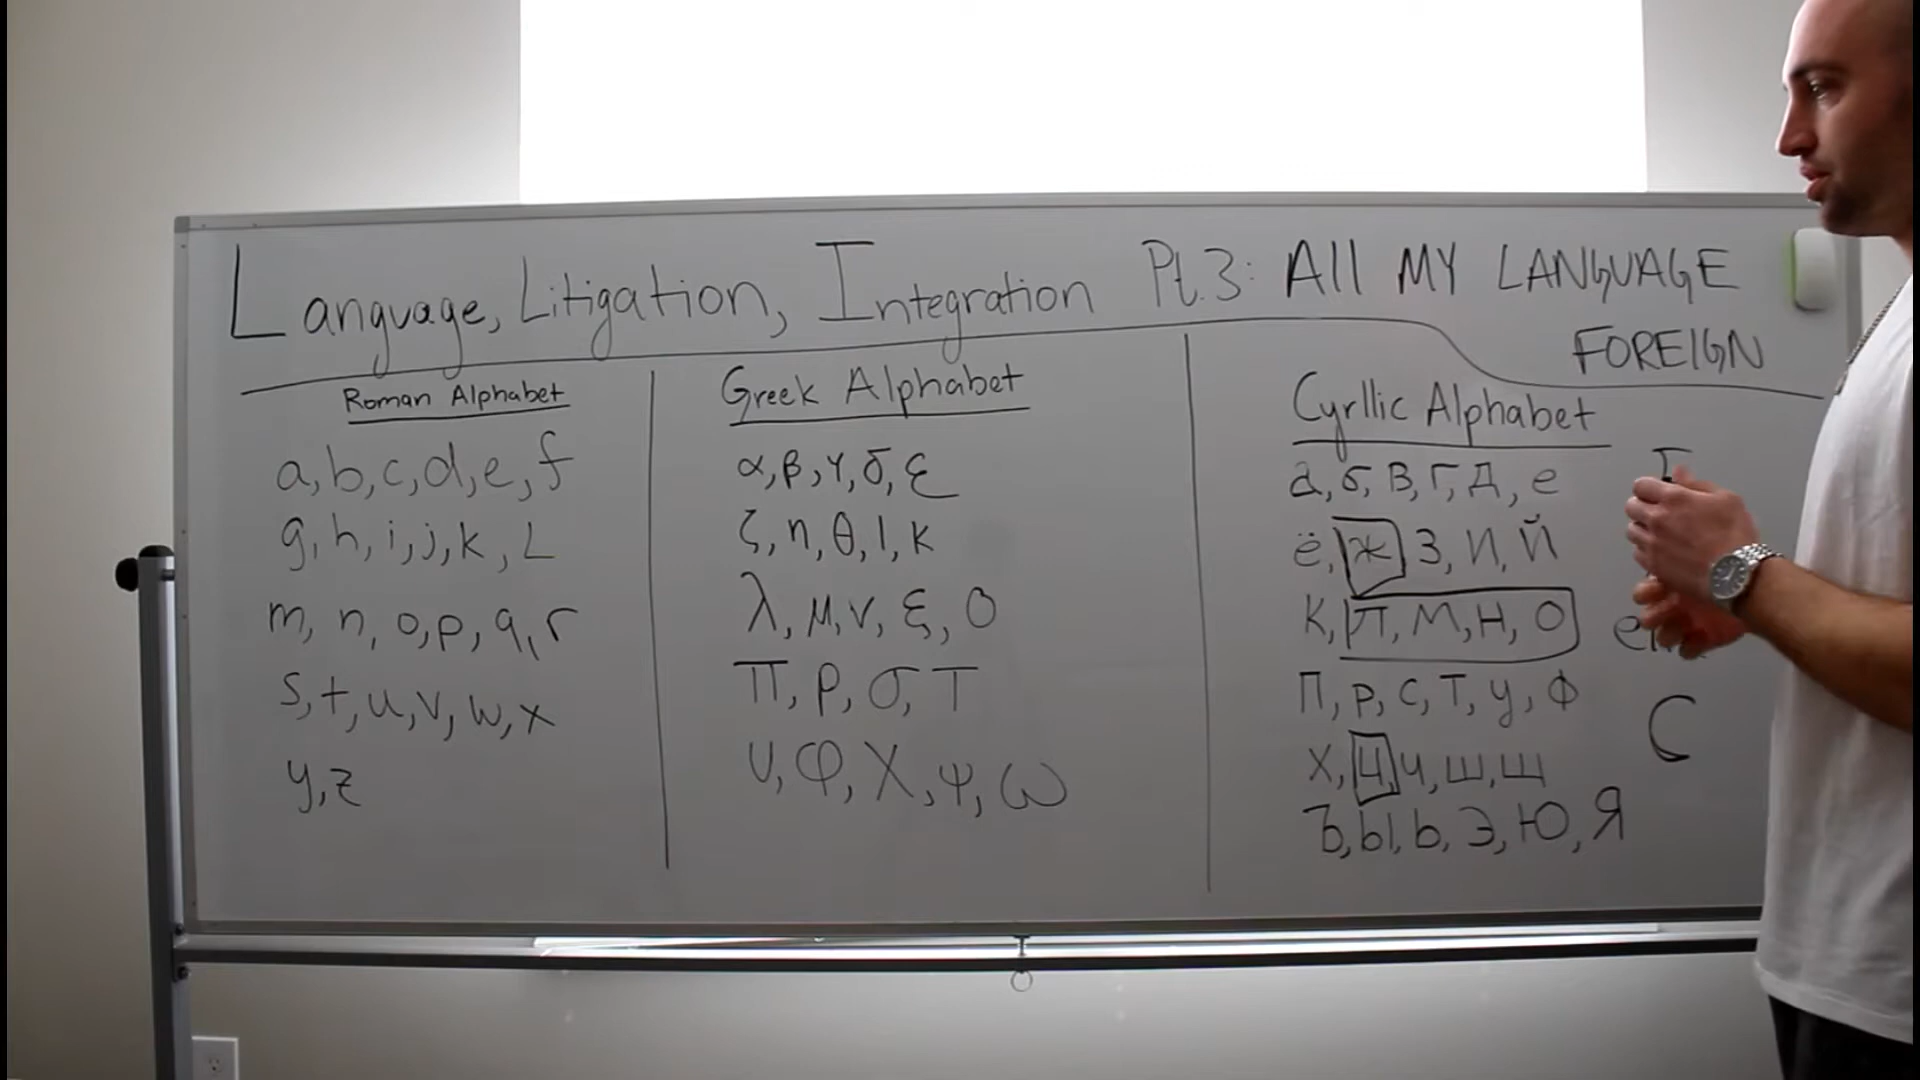 Language, Litigation, Integration Pt.3: All MY LANGUAGE
FOREIGN
Roman Alphabet
a, b, c, d, e, f
g, h, i, j, k, L
m, n, o, p, q, r
s, t, u, v, w, x
y, z
Greek Alphabet
α, β, γ, δ, ε
ζ, η, θ, ι, κ
λ, μ, ν, ξ, Ο
π, ρ, σ, τ
υ, φ, χ, ψ, ω
Cyrllic Alphabet
а, б, В, Г, Д, е
ё, ж З, И, Й
К, Л, М, Н, О
П, р, с, Т, у, Ф
Х, Ц, Ч, Ш, Щ
Ъ, Ы, Ь, Э, Ю, Я
С